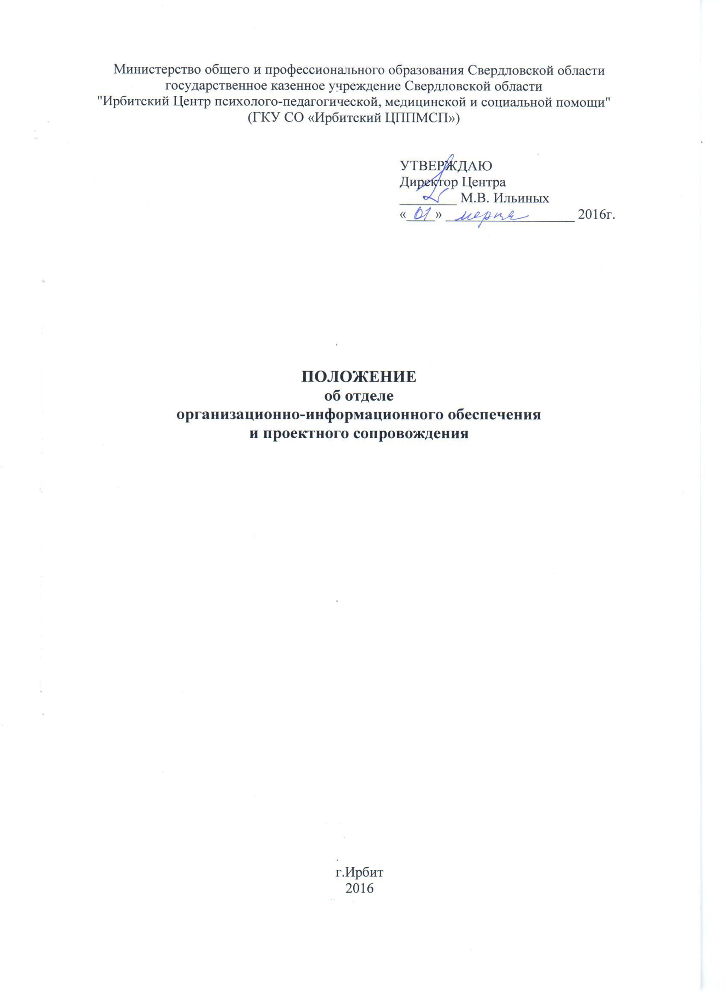 Министерство общего и профессионального образования Свердловской области
государственное казенное учреждение Свердловской области
"Ирбитский Центр психолого-педагогической, медицинской и социальной помощи"
(ГКУ СО «Ирбитский ЦППМСП»)
УТВЕРЖДАЮ
Директор Центра
________ М.В. Ильиных
«01» марта 2016г.
ПОЛОЖЕНИЕ
об отделе
организационно-информационного обеспечения
и проектного сопровождения
г.Ирбит
2016